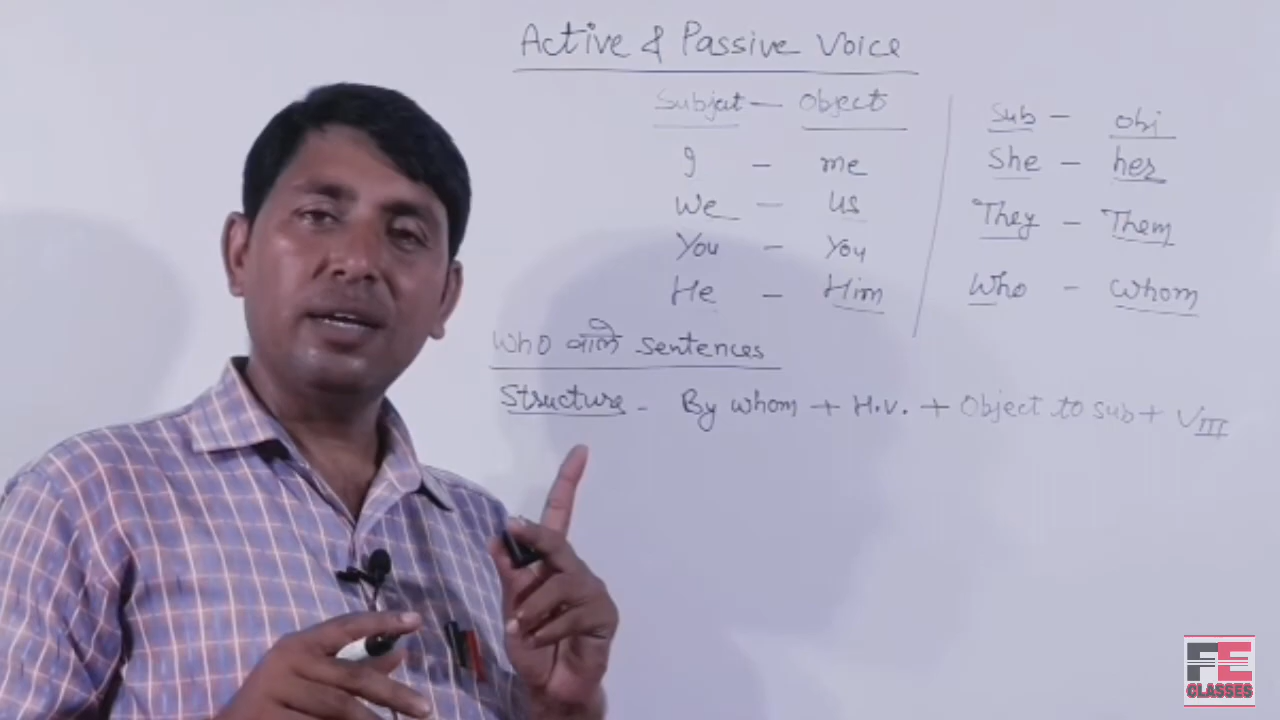 Active & Passive Voice
Subject — Object
I — me
We — us
You — You
He — Him
Sub — obj
She — her
They — Them
Who — whom
Who वाले sentences
Structure - By whom + H.V. + Object to sub + VIII
FE
CLASSES